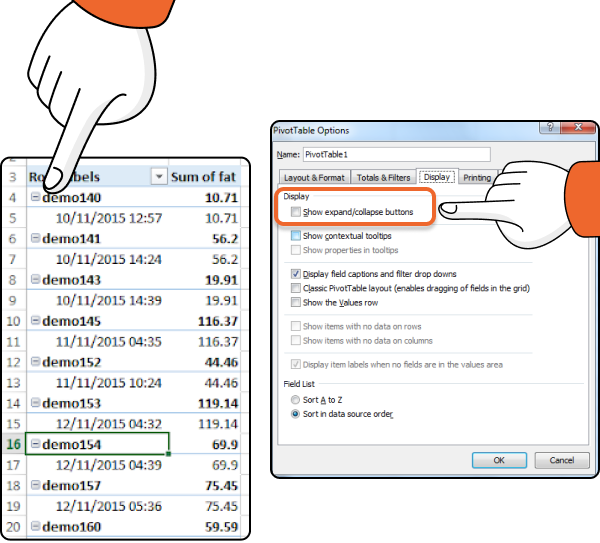 3 Ro bels Sum of fat
4 demo140 10.71
5 10/11/2015 12:57 10.71
6 demo141 56.2
7 10/11/2015 14:24 56.2
8 demo143 19.91
9 10/11/2015 14:39 19.91
10 demo145 116.37
11 11/11/2015 04:35 116.37
12 demo152 44.46
13 11/11/2015 10:24 44.46
14 demo153 119.14
15 12/11/2015 04:32 119.14
16 demo154 69.9
17 12/11/2015 04:39 69.9
18 demo157 75.45
19 12/11/2015 05:36 75.45
20 demo160 59.59
PivotTable Options
Name: PivotTable1
Layout & Format Totals & Filters Display Printing
Display
Show expand/collapse buttons
Show contextual tooltips
Show properties in tooltips
Display field captions and filter drop downs
Classic PivotTable layout (enables dragging of fields in the grid)
Show the Values row
Show items with no data on rows
Show items with no data on columns
Display item labels when no fields are in the values area
Field List
Sort A to Z
Sort in data source order
OK Cancel